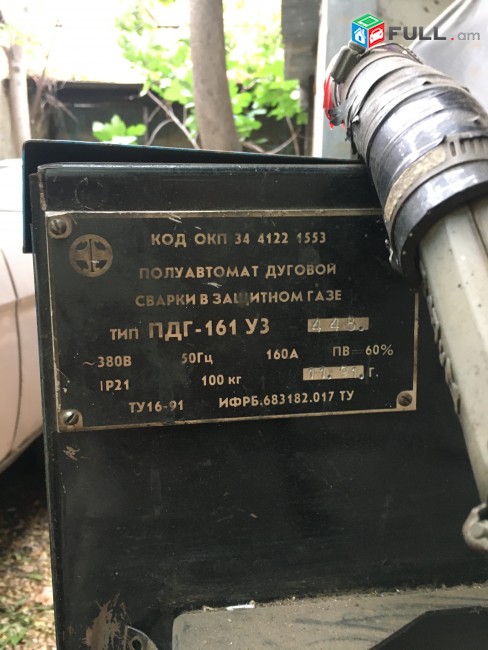 FULL.am
КОД ОКП 34 4122 1553
ПОЛУАВТОМАТ ДУГОВОЙ
СВАРКИ В ЗАЩИТНОМ ГАЗЕ
ТИП ПДГ-161 У3 448.
~380В 50Гц 160А ПВ=60%
IP21 100 кг Г.
ТУ16-91 ИФРБ.683182.017 ТУ